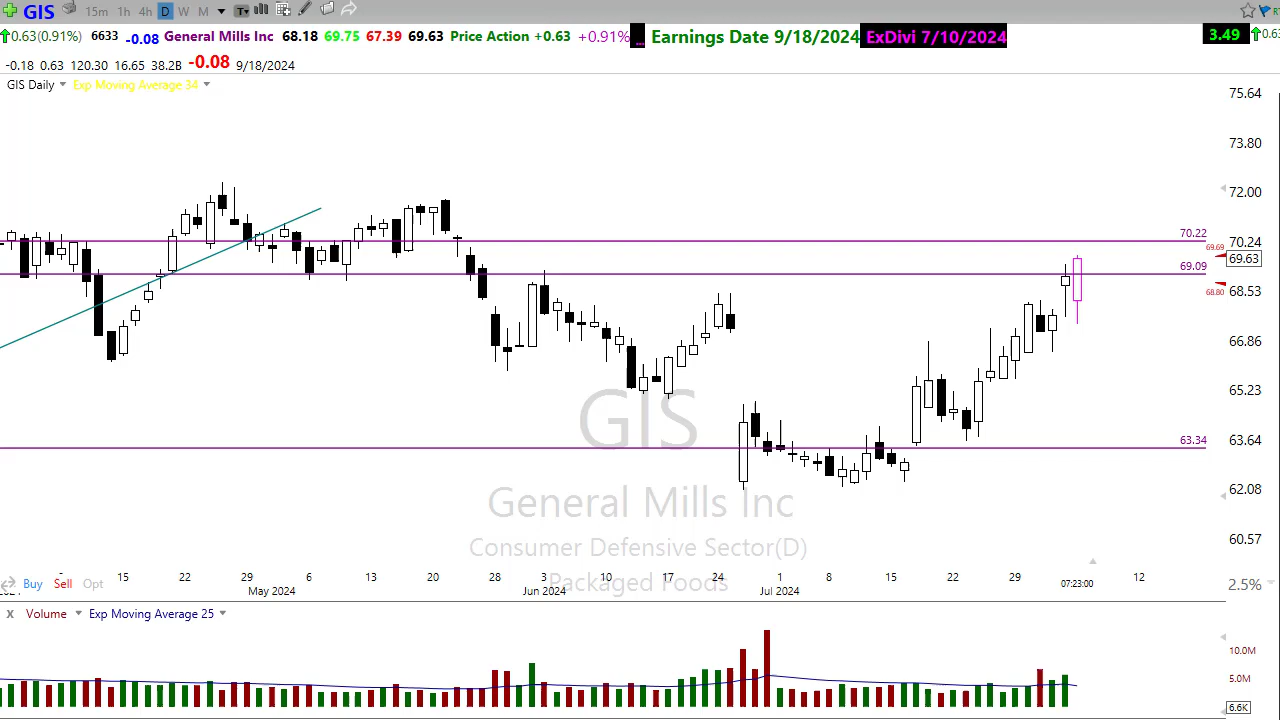 GIS 15m 1h 4h D W M T
0.63(0.91%) 6633 -0.08 General Mills Inc 68.18 69.75 67.39 69.63 Price Action +0.63 +0.91% ... Earnings Date 9/18/2024 ExDivi 7/10/2024 3.49 0.63
-0.18 0.63 120.30 16.65 38.2B -0.08 9/18/2024
GIS Daily Exp Moving Average 34
75.64
73.80
72.00
70.22
70.24
69.69
69.63
69.09
68.80
68.53
66.86
65.23
GIS
63.64
63.34
General Mills Inc
62.08
Consumer Defensive Sector(D)
60.57
Packaged Foods
15 22 29 6 13 20 28 3 10 17 24 1 8 15 22 29 12
Buy Sell Opt
07:23:00
2.5%
May 2024 Jun 2024 Jul 2024
X Volume Exp Moving Average 25
10.0M
5.0M
6.6K